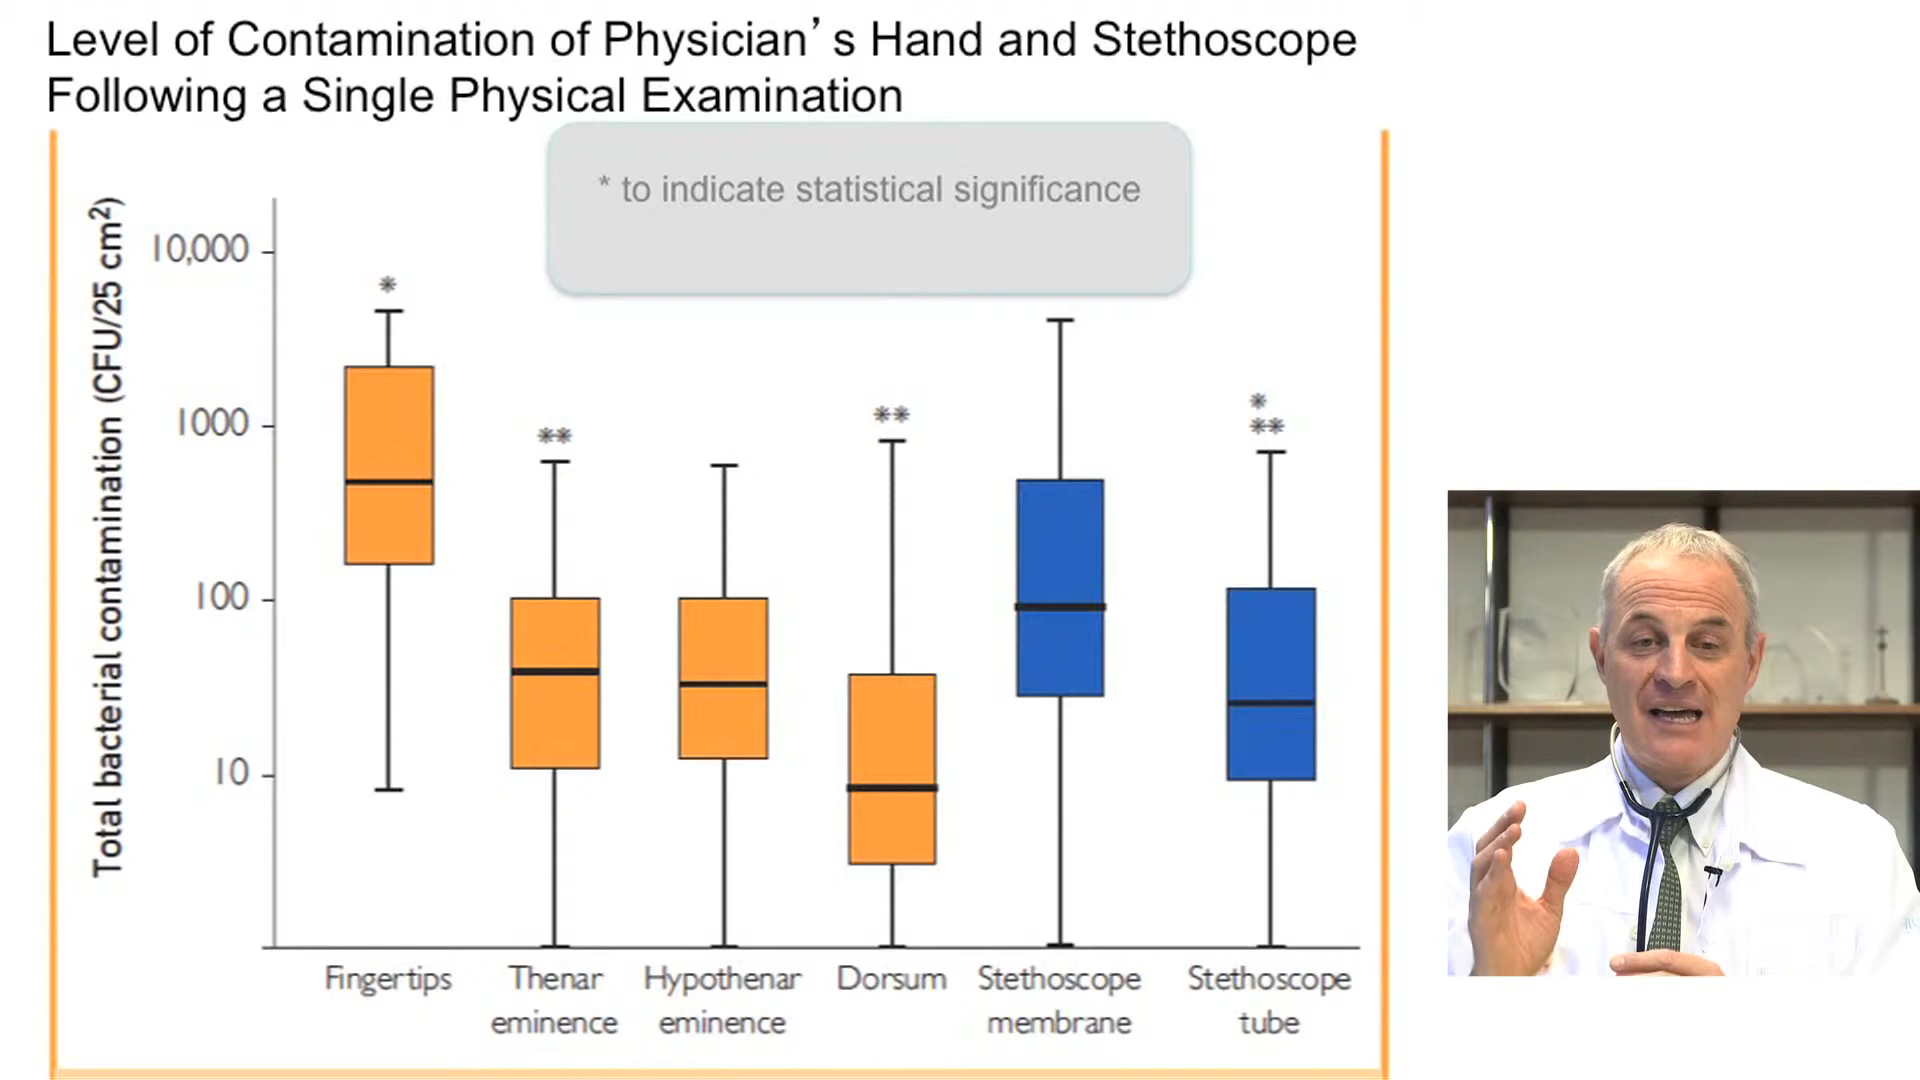 Level of Contamination of Physician’s Hand and Stethoscope
Following a Single Physical Examination
* to indicate statistical significance
Total bacterial contamination (CFU/25 cm²)
10,000
1000
100
10
*
**
**
*
**
Fingertips
Thenar
eminence
Hypothenar
eminence
Dorsum
Stethoscope
membrane
Stethoscope
tube